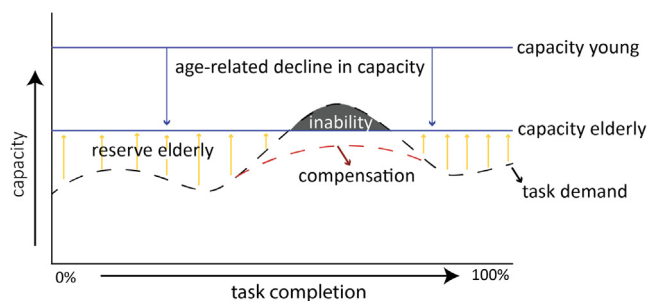 capacity young
age-related decline in capacity
inability
capacity elderly
reserve elderly
compensation
task demand
capacity
0%
100%
task completion